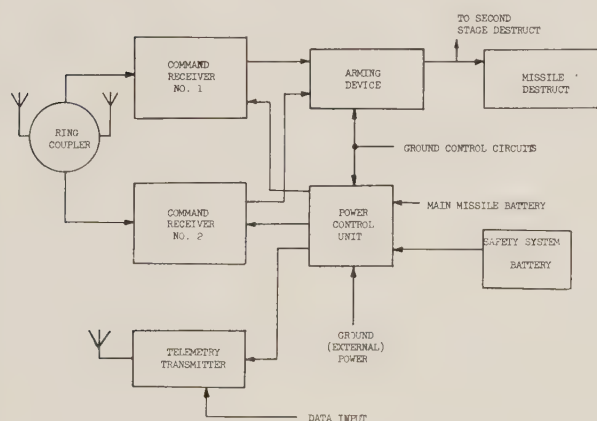 TO SECOND
STAGE DESTRUCT
COMMAND
RECEIVER
NO. 1
ARMING
DEVICE
MISSILE
DESTRUCT
RING
COUPLER
GROUND CONTROL CIRCUITS
COMMAND
RECEIVER
NO. 2
POWER
CONTROL
UNIT
MAIN MISSILE BATTERY
SAFETY SYSTEM
BATTERY
GROUND
(EXTERNAL)
POWER
TELEMETRY
TRANSMITTER
DATA INPUT